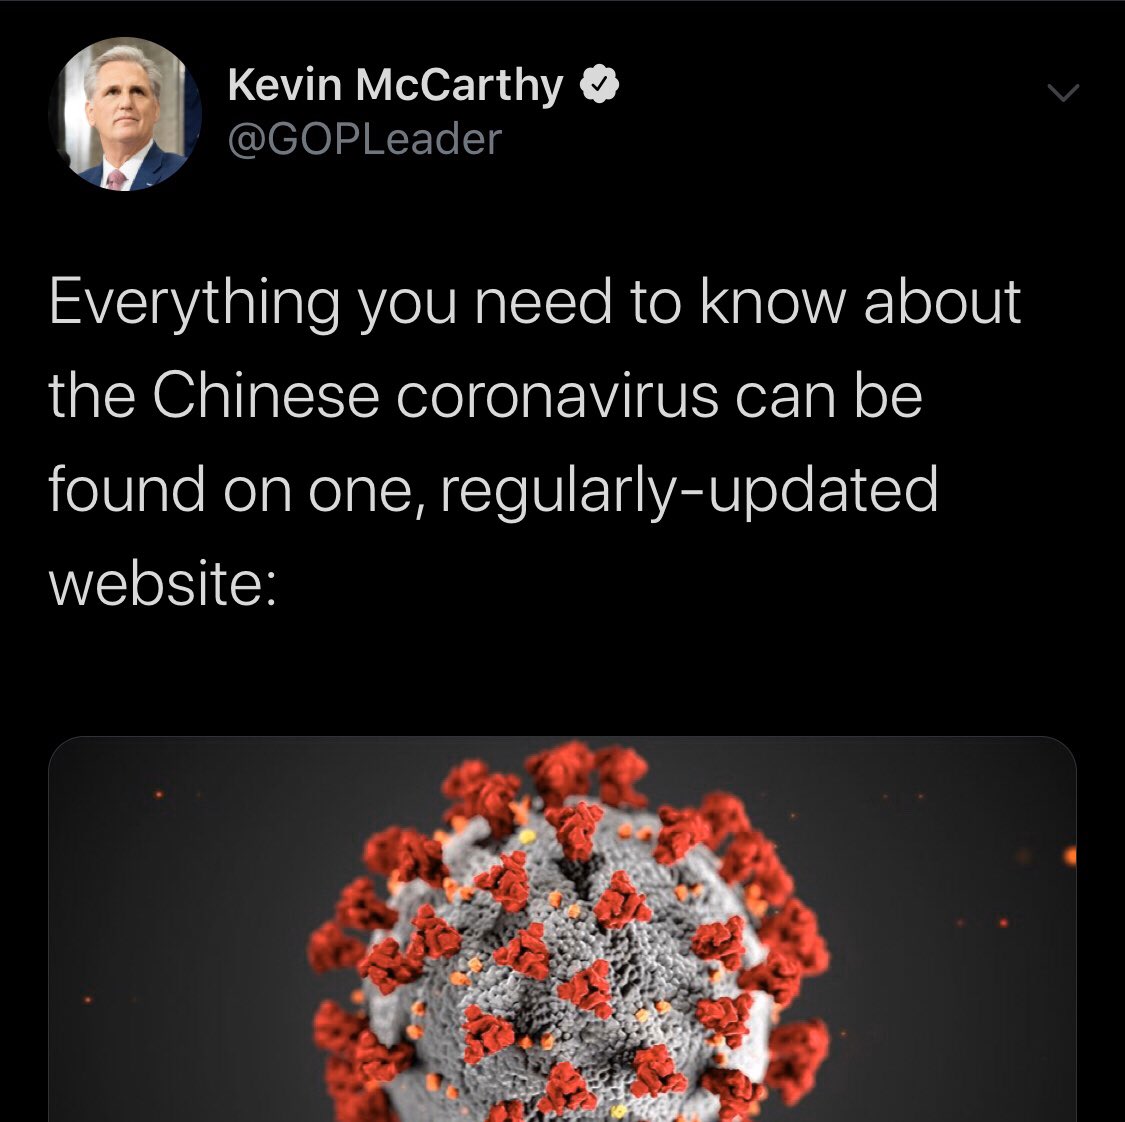 Kevin McCarthy
@GOPLeader
Everything you need to know about
the Chinese coronavirus can be
found on one, regularly-updated
website: